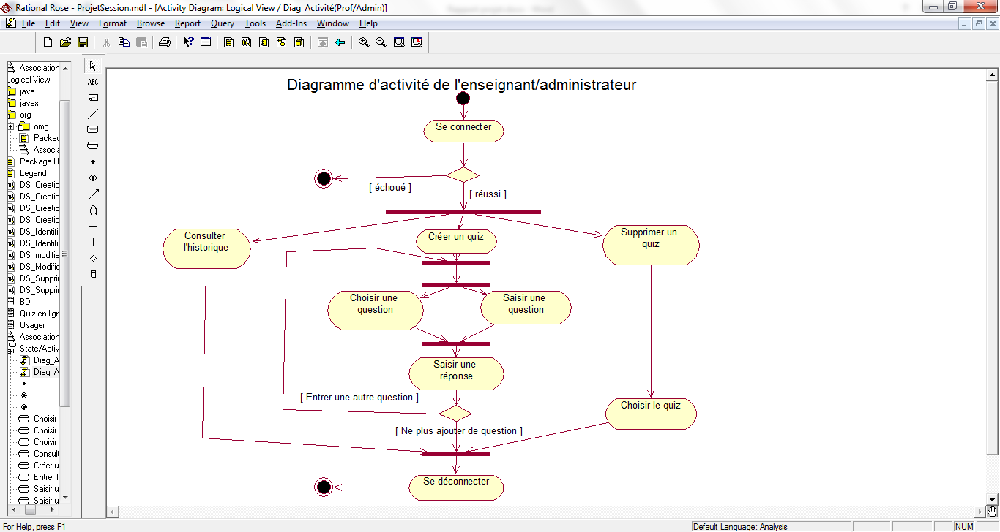 Rational Rose - ProjetSession.mdl - [Activity Diagram: Logical View / Diag_Activité(Prof/Admin)]
File Edit View Format Browse Report Query Tools Add-Ins Window Help
Association
ogical View
java
javax
org
omg
Packag
Associa
Package H
Legend
DS_Creatio
DS_Creatio
DS_Creatio
DS_Creatio
DS_Identifi
DS_Identifi
DS_modifie
DS_Modifie
DS_Supprir
DS_Supprir
BD
Quiz en lign
Usager
Association
State/Activ
Diag_A
Diag_A
Choisir
Choisir
Choisir
Consul
Créer u
Entrer l
Saisir u
Saisir u
ABC
Diagramme d'activité de l'enseignant/administrateur
Se connecter
[ échoué ]
[ réussi ]
Consulter
l'historique
Créer un quiz
Supprimer un
quiz
Choisir une
question
Saisir une
question
Saisir une
réponse
[ Entrer une autre question ]
Choisir le quiz
[ Ne plus ajouter de question ]
Se déconnecter
For Help, press F1
Default Language: Analysis
NUM